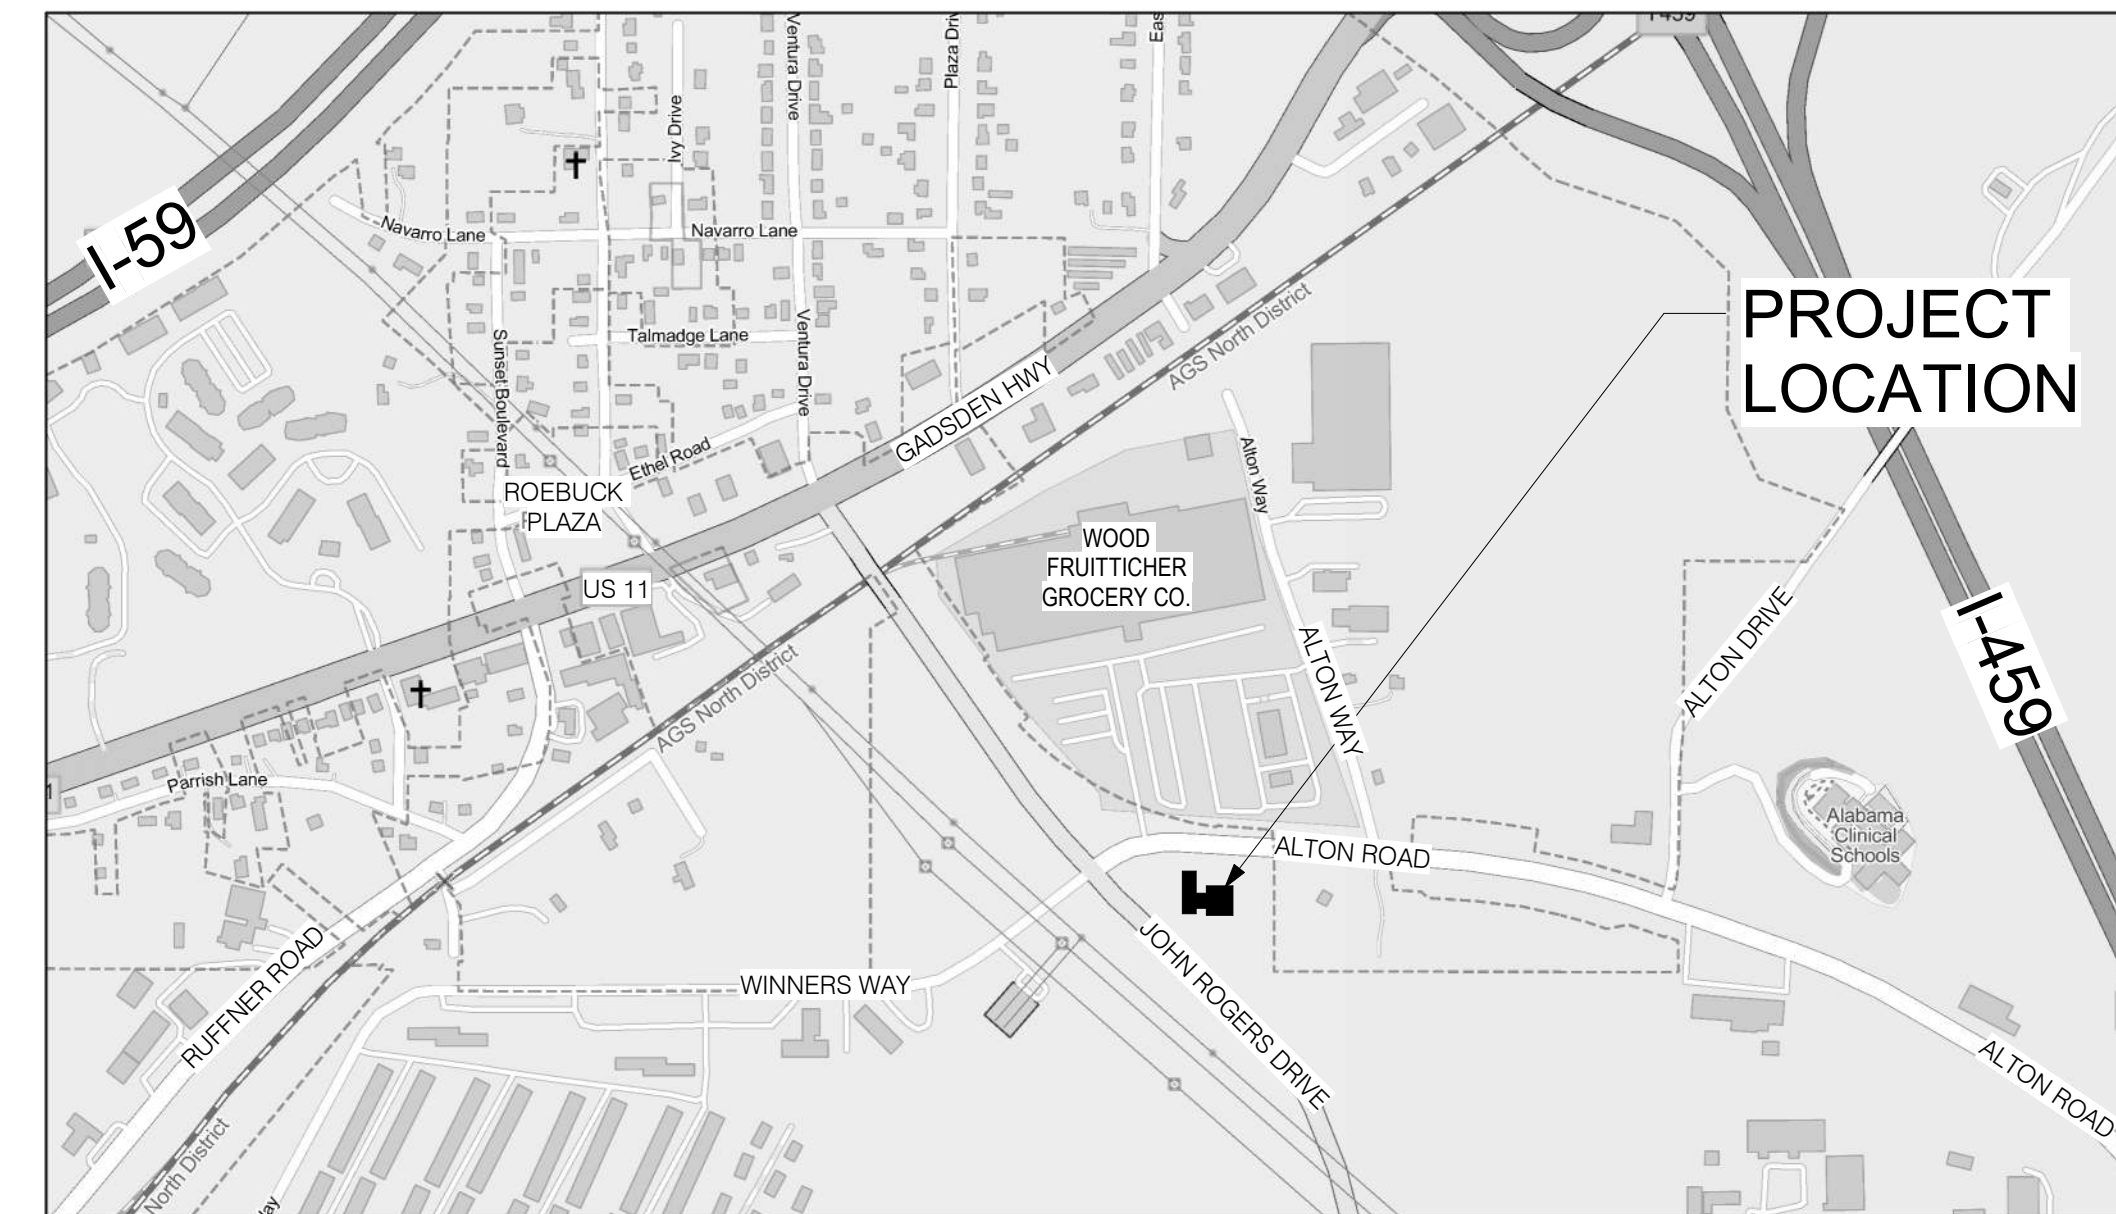 I-459
Ventura Drive
Plaza
Eas
Ivy Drive
I-59
Navarro Lane
Navarro Lane
PROJECT
LOCATION
AGS North District
Talmadge Lane
Sunset Boulevard
Ventura Drive
GADSDEN HWY
Ethel Road
Alton Way
ROEBUCK
PLAZA
WOOD
FRUITTICHER
GROCERY CO.
US 11
ALTON WAY
ALTON DRIVE
I-459
AGS North District
Parrish Lane
Alabama
Clinical
Schools
ALTON ROAD
RUFFNER ROAD
WINNERS WAY
JOHN ROGERS DRIVE
ALTON ROAD
North District